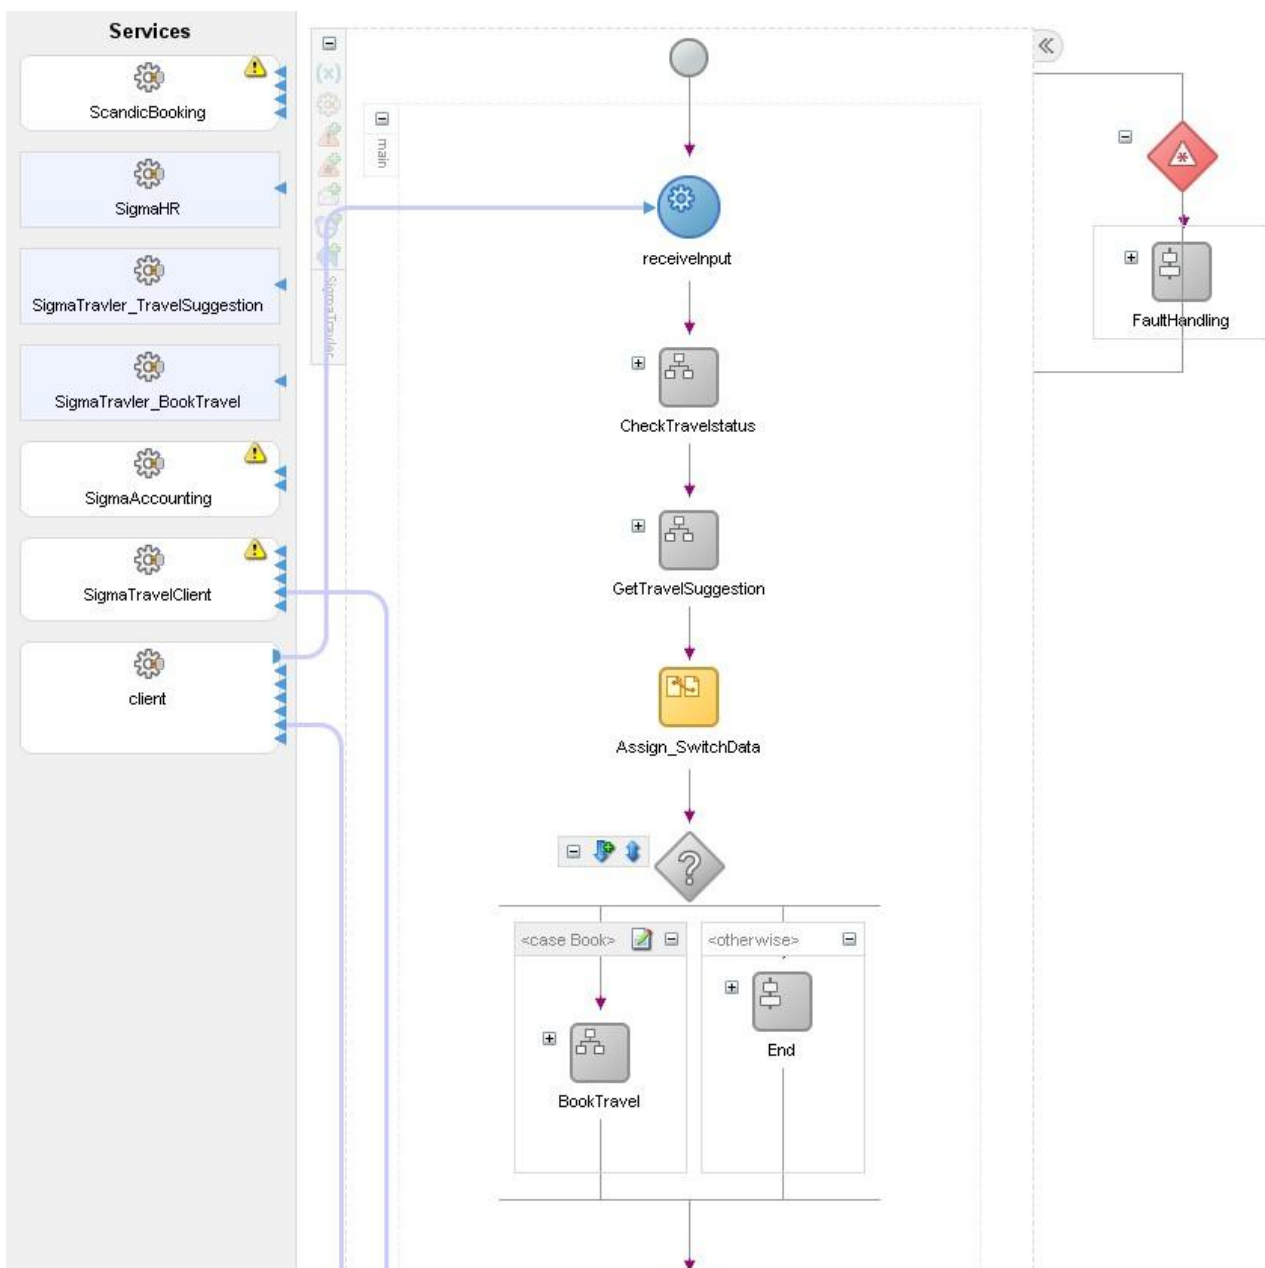 Services
ScandicBooking
SigmaHR
SigmaTravler_TravelSuggestion
SigmaTravler_BookTravel
SigmaAccounting
SigmaTravelClient
client
(x)
SigmaTravler
main
receiveInput
CheckTravelstatus
GetTravelSuggestion
Assign_SwitchData
?
<case Book>
<otherwise>
BookTravel
End
FaultHandling